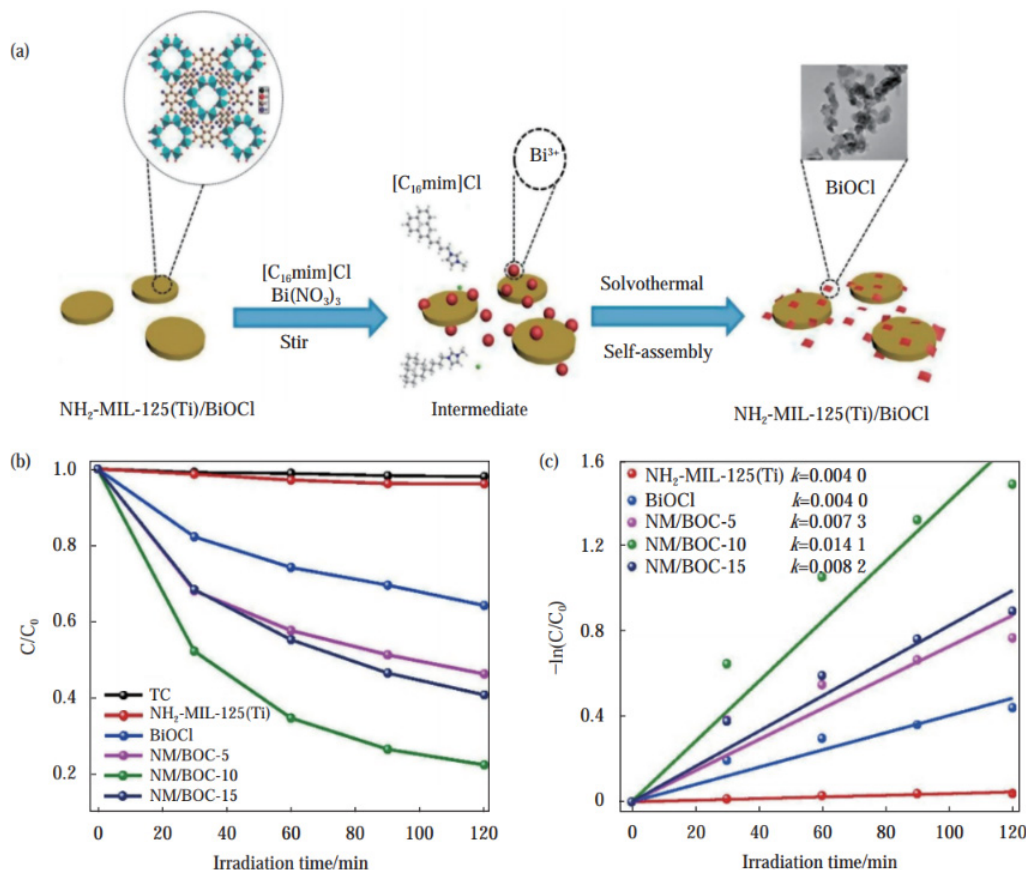 (a)
Bi³⁺
[C₁₆mim]Cl
BiOCl
[C₁₆mim]Cl
Bi(NO₃)₃
Stir
Solvothermal
Self-assembly
NH₂-MIL-125(Ti)/BiOCl
Intermediate
NH₂-MIL-125(Ti)/BiOCl
(b)
1.0
0.8
0.6
0.4
0.2
C/C₀
TC
NH₂-MIL-125(Ti)
BiOCl
NM/BOC-5
NM/BOC-10
NM/BOC-15
0 20 40 60 80 100 120
Irradiation time/min
(c)
1.6
1.2
0.8
0.4
0
−ln(C/C₀)
NH₂-MIL-125(Ti) k=0.004 0
BiOCl k=0.004 0
NM/BOC-5 k=0.007 3
NM/BOC-10 k=0.014 1
NM/BOC-15 k=0.008 2
0 20 40 60 80 100 120
Irradiation time/min